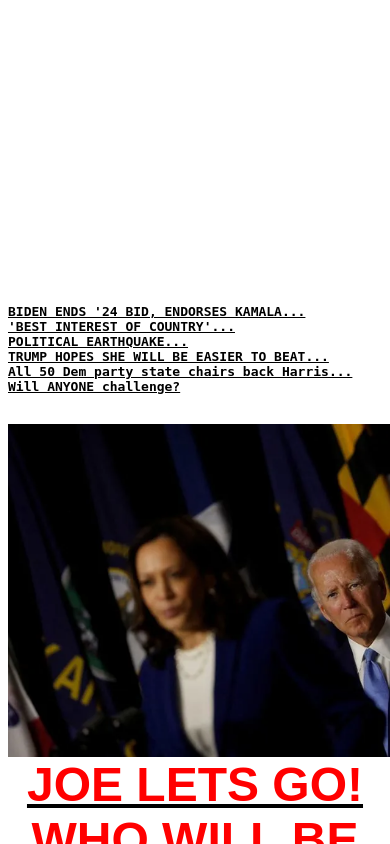 BIDEN ENDS '24 BID, ENDORSES KAMALA...
'BEST INTEREST OF COUNTRY'...
POLITICAL EARTHQUAKE...
TRUMP HOPES SHE WILL BE EASIER TO BEAT...
All 50 Dem party state chairs back Harris...
Will ANYONE challenge?
JOE LETS GO!
WHO WILL BE